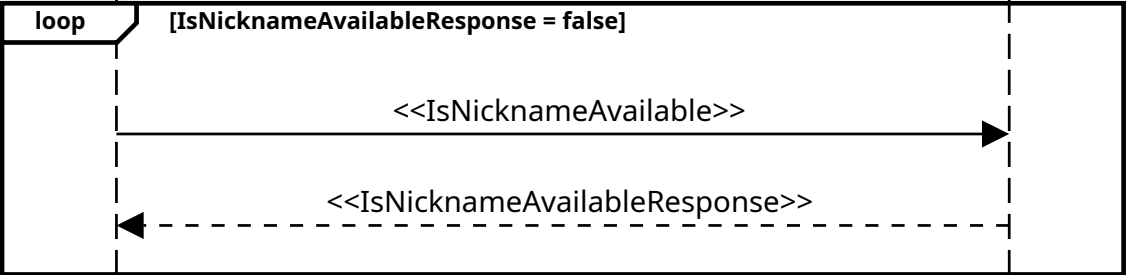 loop [IsNicknameAvailableResponse = false]
<<IsNicknameAvailable>>
<<IsNicknameAvailableResponse>>